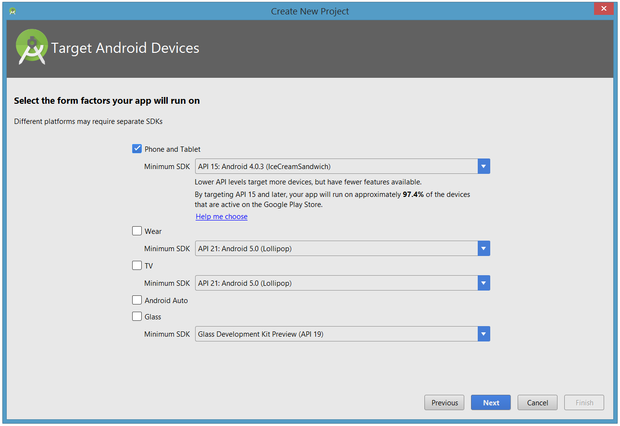 Create New Project
Target Android Devices
Select the form factors your app will run on
Different platforms may require separate SDKs
Phone and Tablet
Minimum SDK API 15: Android 4.0.3 (IceCreamSandwich)
Lower API levels target more devices, but have fewer features available.
By targeting API 15 and later, your app will run on approximately 97.4% of the devices
that are active on the Google Play Store.
Help me choose
Wear
Minimum SDK API 21: Android 5.0 (Lollipop)
TV
Minimum SDK API 21: Android 5.0 (Lollipop)
Android Auto
Glass
Minimum SDK Glass Development Kit Preview (API 19)
Previous Next Cancel Finish